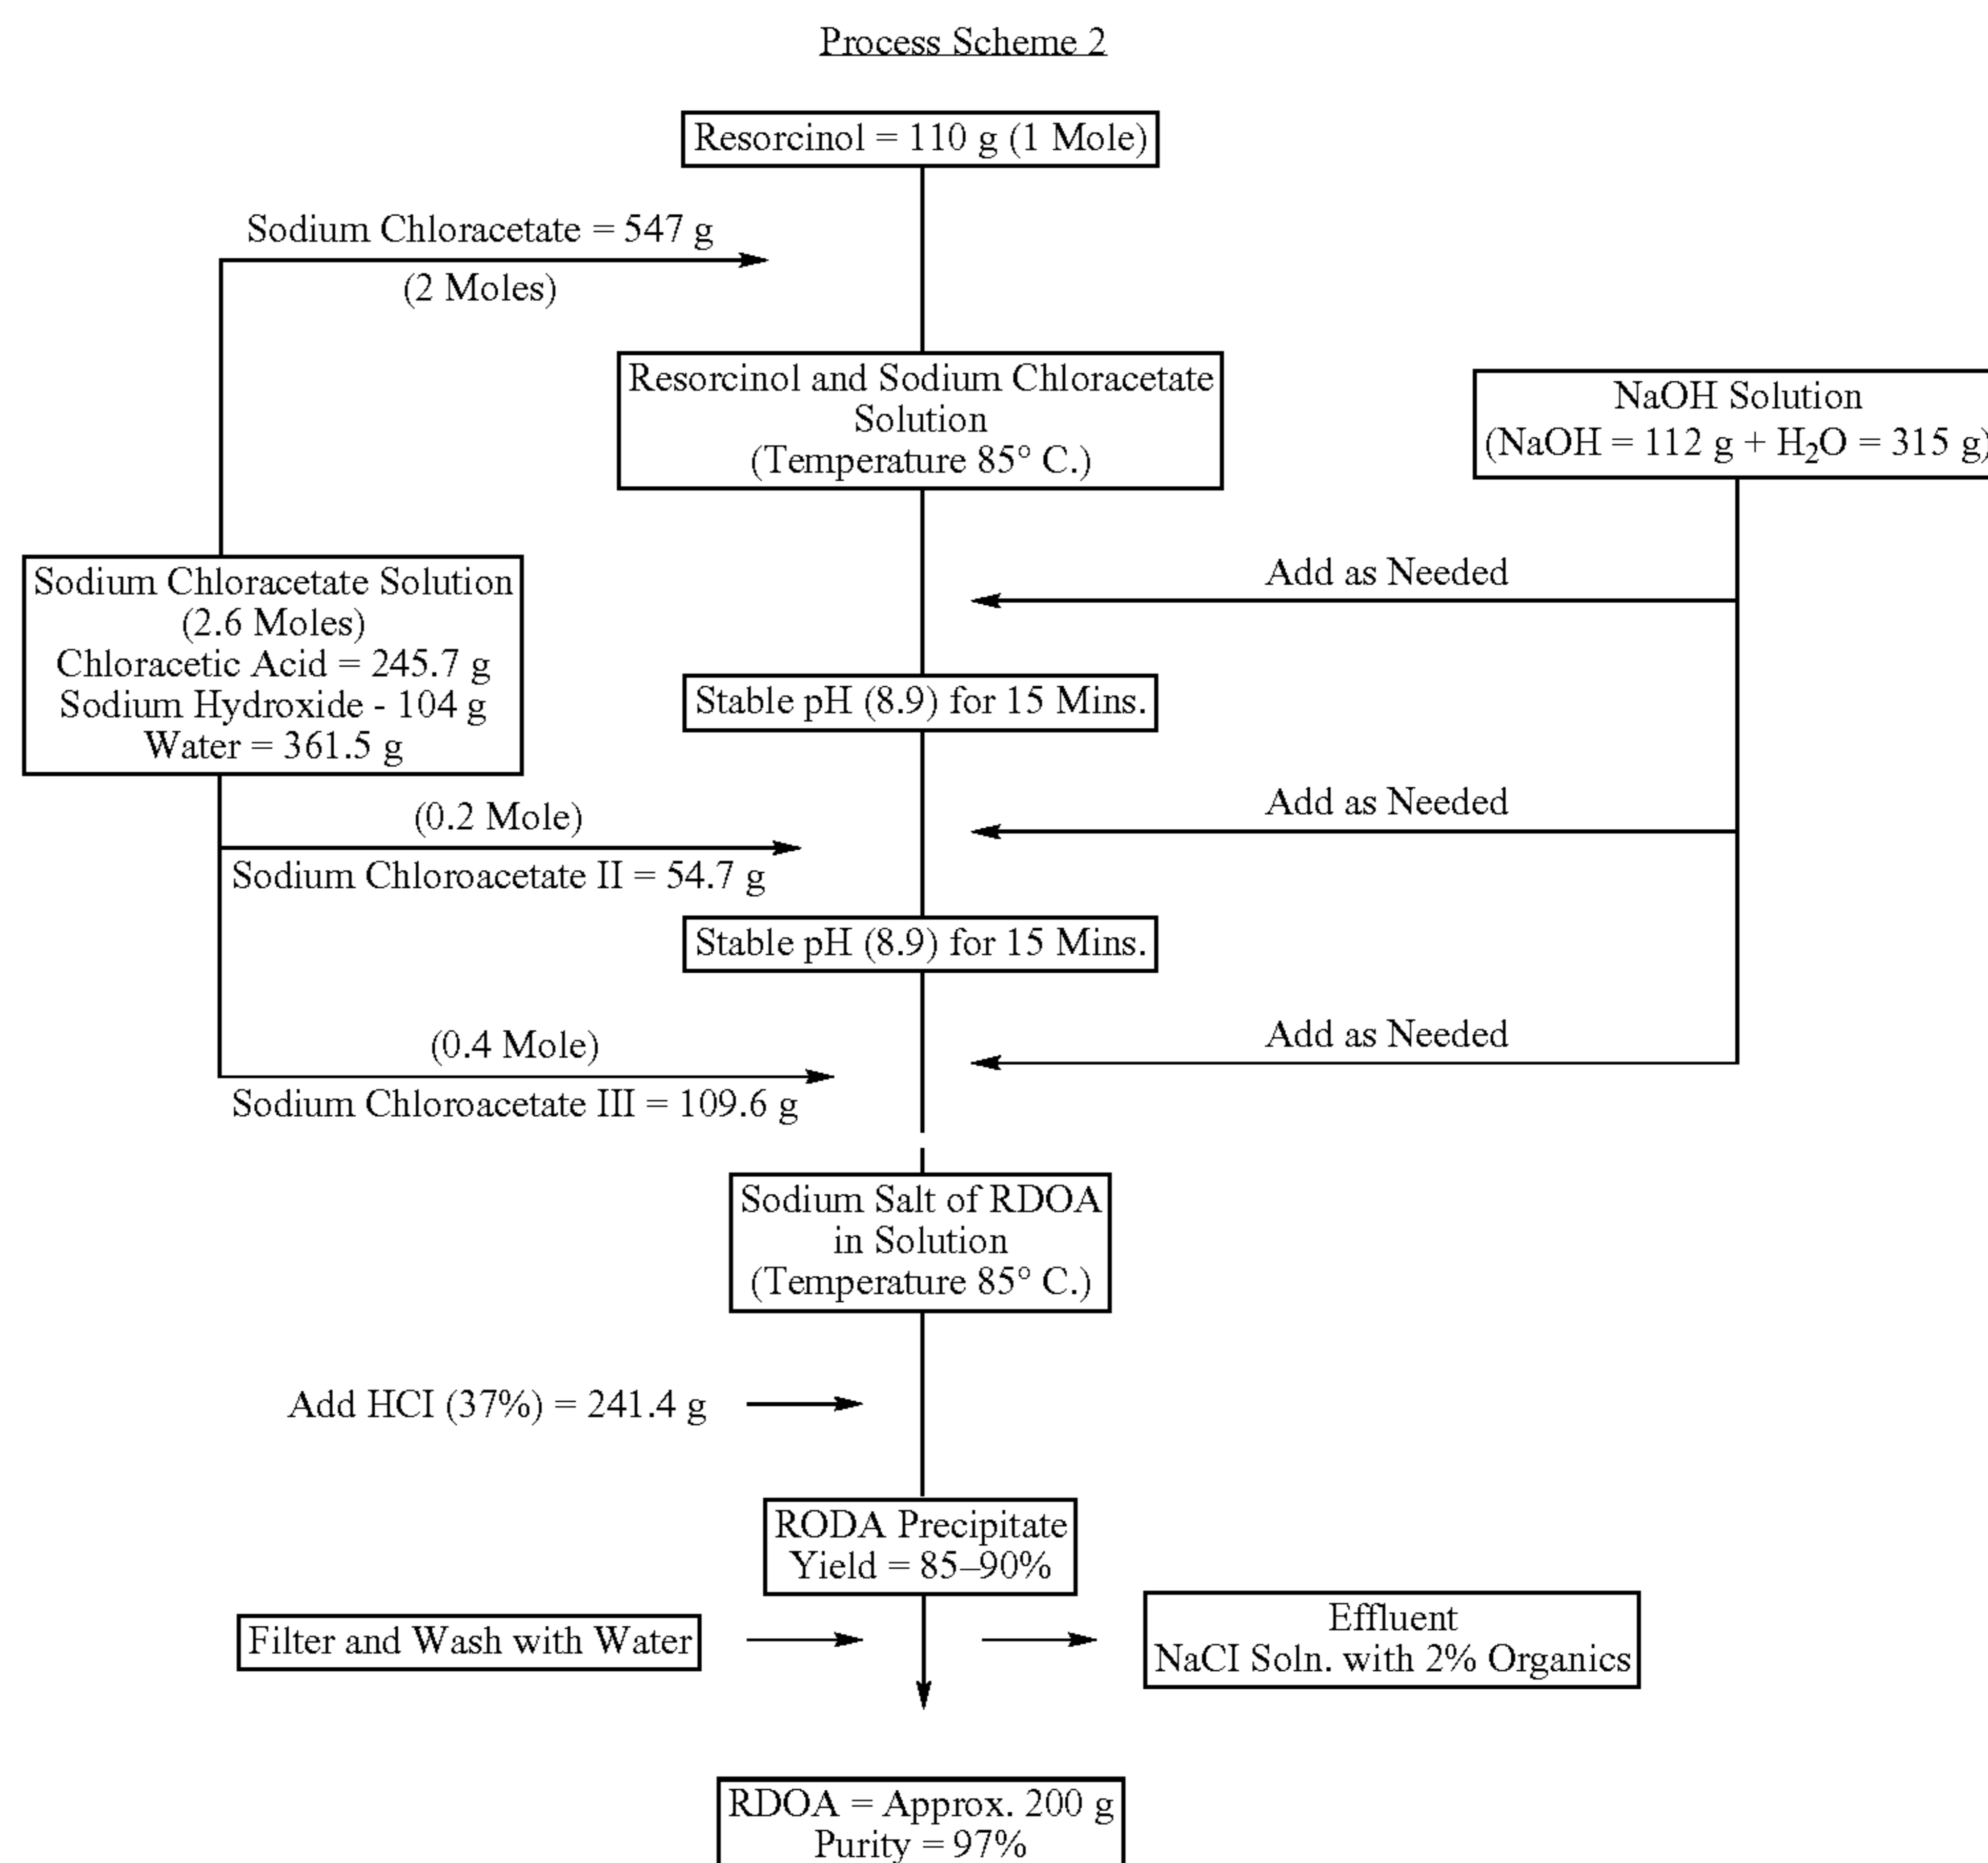 Process Scheme 2
Resorcinol = 110 g (1 Mole)
Sodium Chloracetate = 547 g
(2 Moles)
Resorcinol and Sodium Chloracetate
Solution
(Temperature 85° C.)
NaOH Solution
(NaOH = 112 g + H₂O = 315 g)
Add as Needed
Sodium Chloracetate Solution
(2.6 Moles)
Chloracetic Acid = 245.7 g
Sodium Hydroxide - 104 g
Water = 361.5 g
Stable pH (8.9) for 15 Mins.
(0.2 Mole)
Sodium Chloroacetate II = 54.7 g
Add as Needed
Stable pH (8.9) for 15 Mins.
(0.4 Mole)
Sodium Chloroacetate III = 109.6 g
Add as Needed
Sodium Salt of RDOA
in Solution
(Temperature 85° C.)
Add HCI (37%) = 241.4 g
RODA Precipitate
Yield = 85–90%
Filter and Wash with Water
Effluent
NaCI Soln. with 2% Organics
RDOA = Approx. 200 g
Purity = 97%